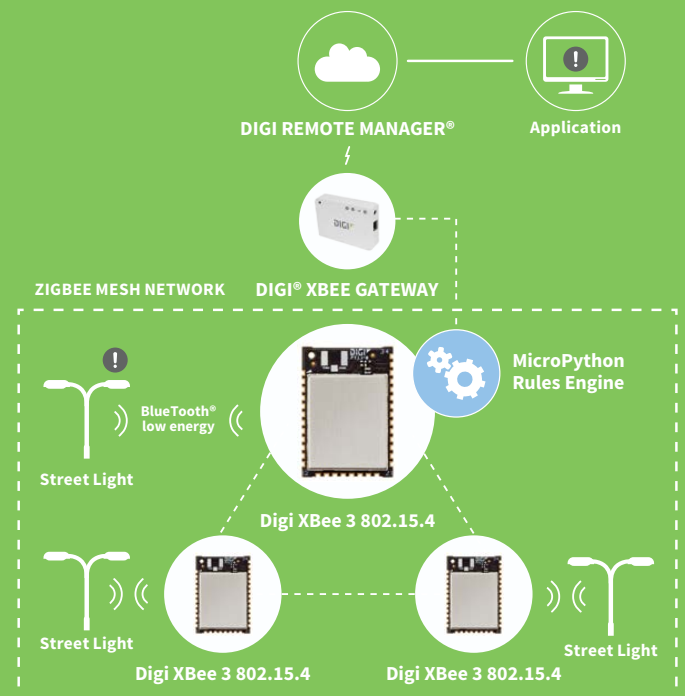 DIGI REMOTE MANAGER®
Application
DIGI
ZIGBEE MESH NETWORK
DIGI® XBEE GATEWAY
DIGI
MicroPython
Rules Engine
BlueTooth®
low energy
Street Light
Digi XBee 3 802.15.4
Street Light
Street Light
Digi XBee 3 802.15.4
Digi XBee 3 802.15.4